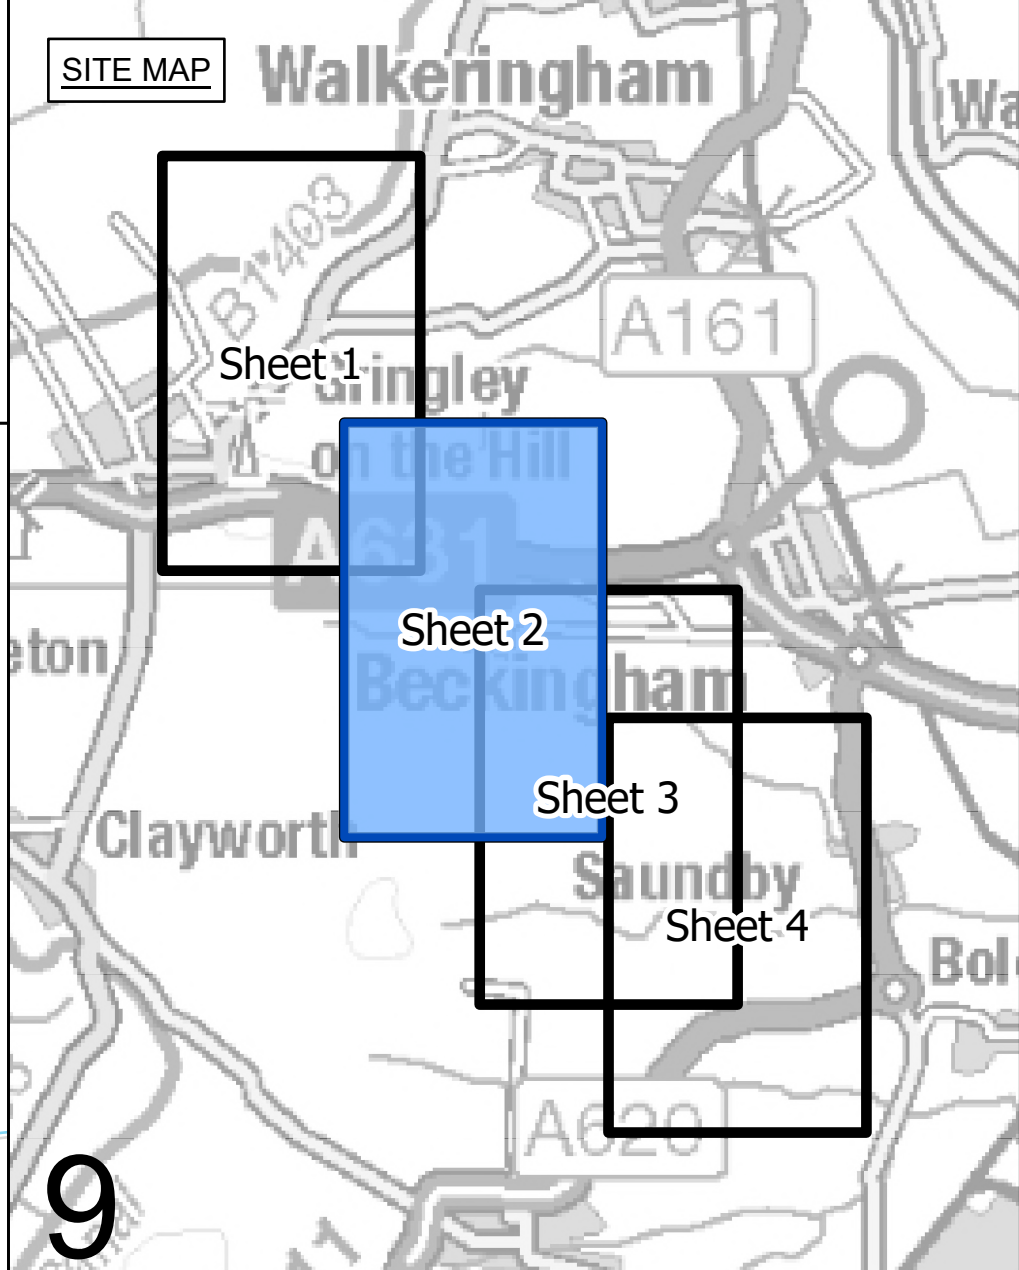 SITE MAP
Walkeringham
Wa
B1403
A161
Sheet 1
Gringley
on the Hill
A631
Sheet 2
eton
Beckingham
Sheet 3
Clayworth
Saundby
Sheet 4
Bol
A620
9